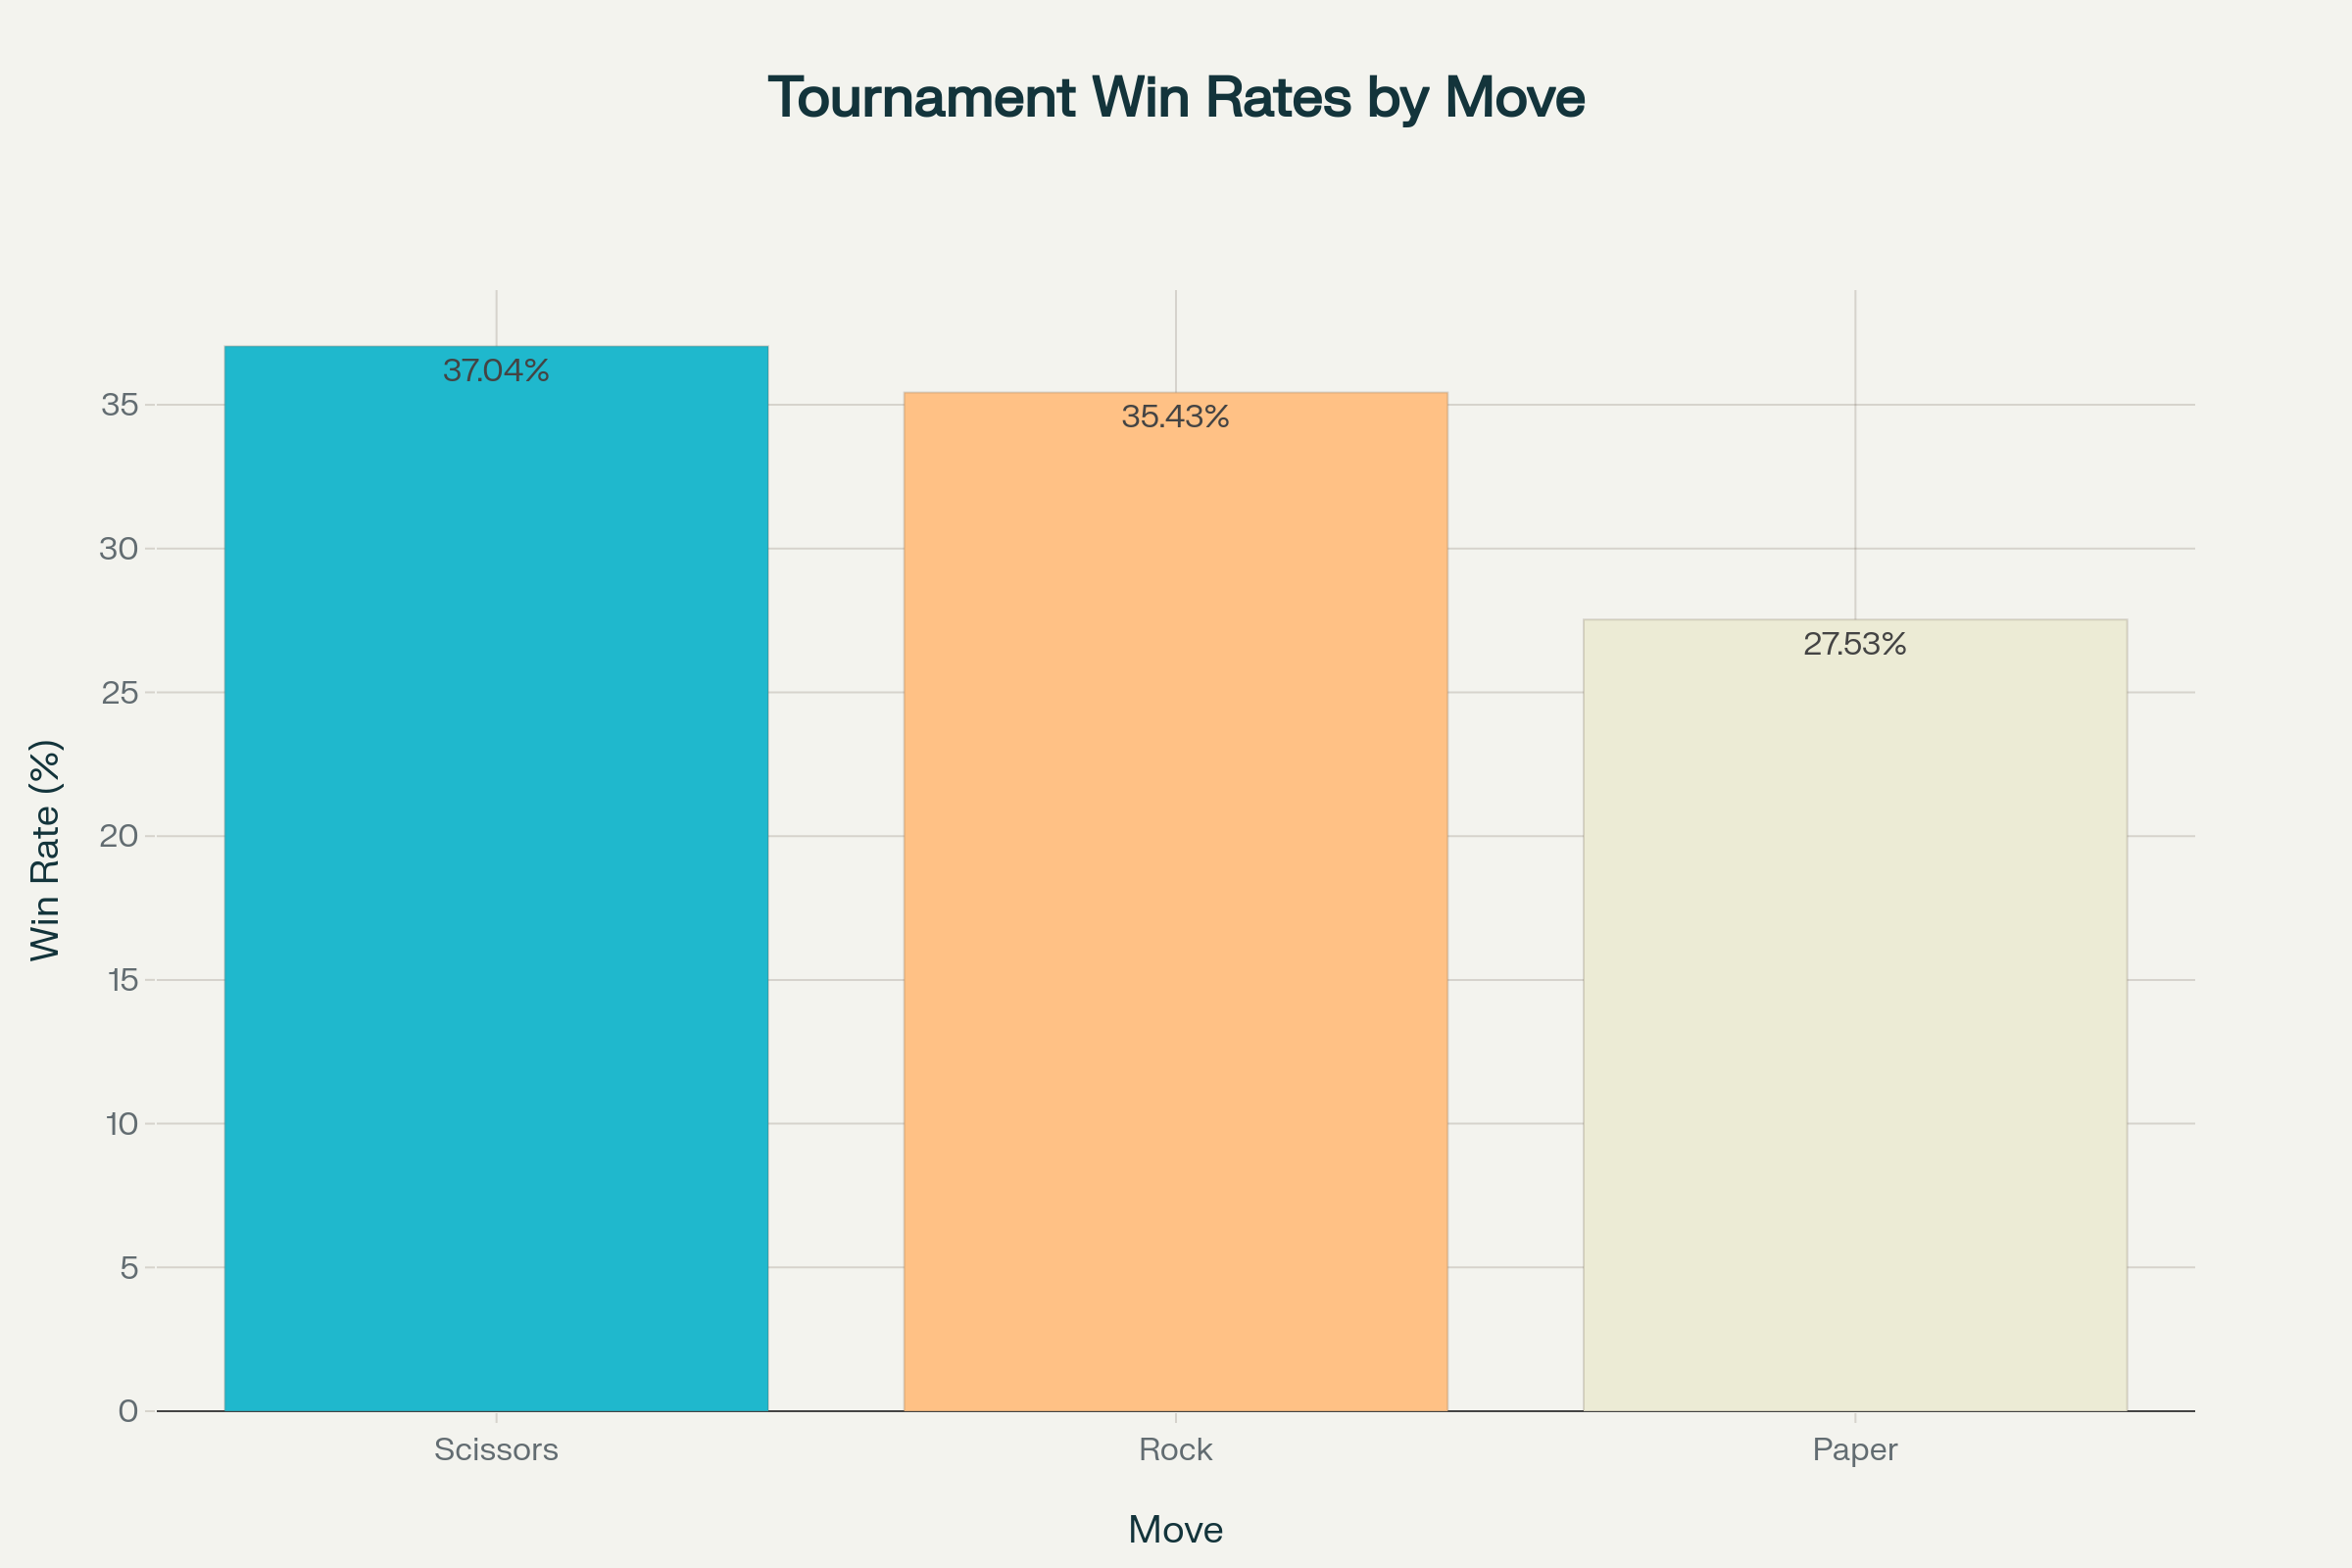 Tournament Win Rates by Move
37.04%
35.43%
27.53%
35
30
25
20
15
10
5
0
Win Rate (%)
Scissors
Rock
Paper
Move